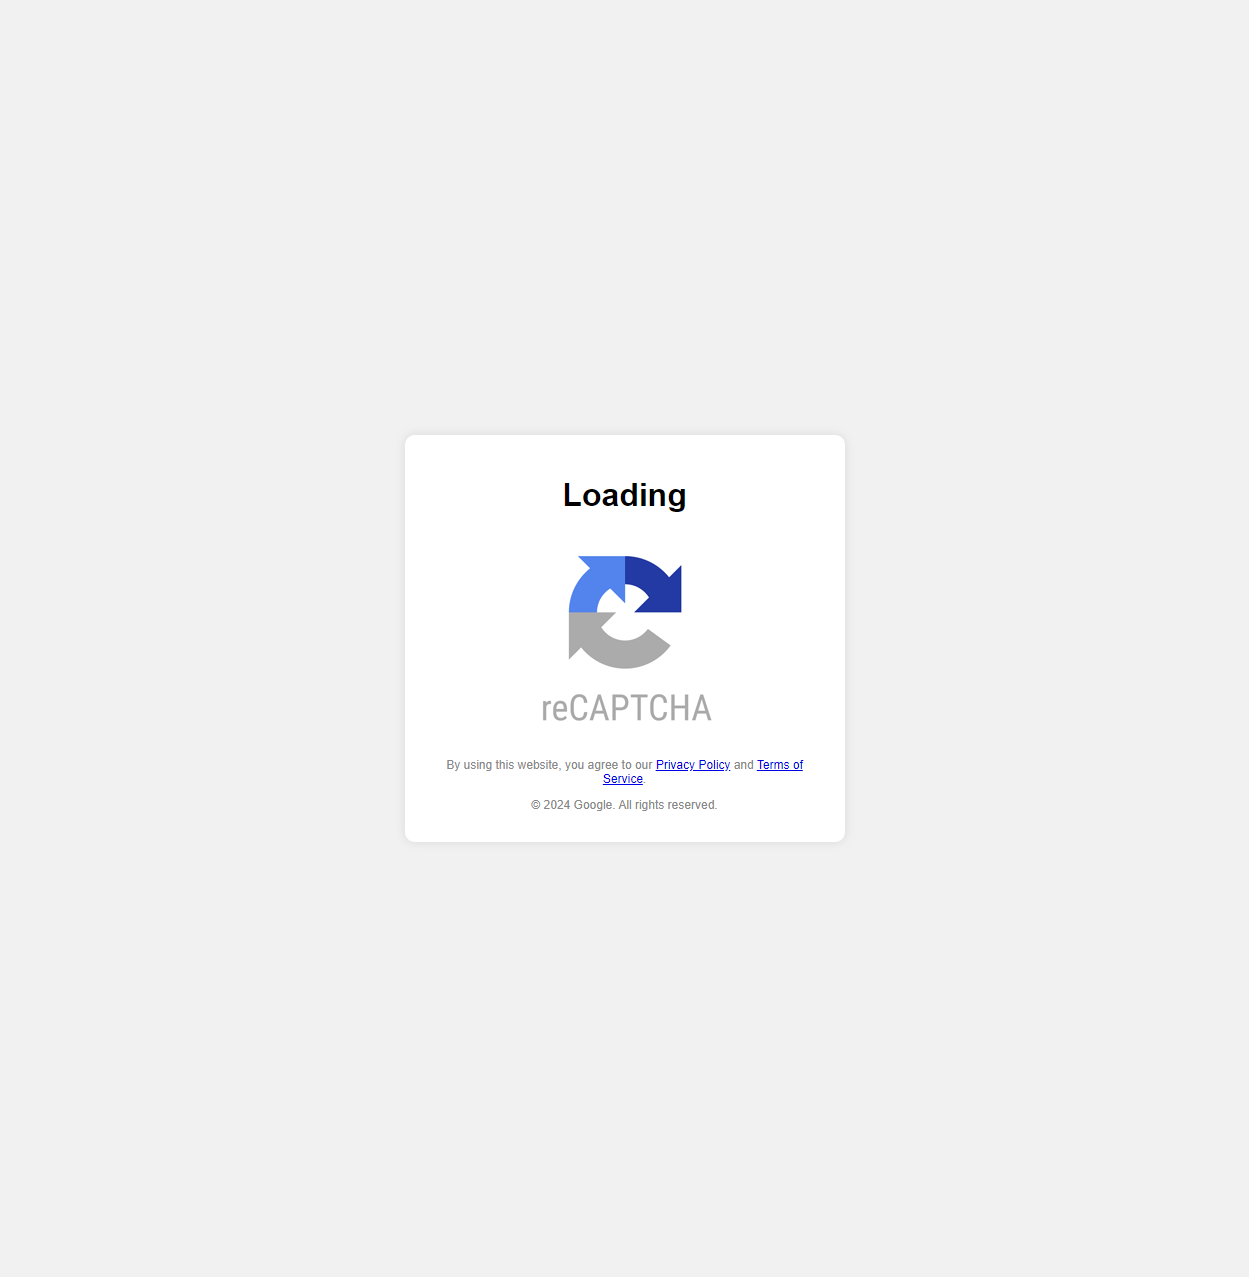 Loading
reCAPTCHA
By using this website, you agree to our Privacy Policy and Terms of
Service.
© 2024 Google. All rights reserved.